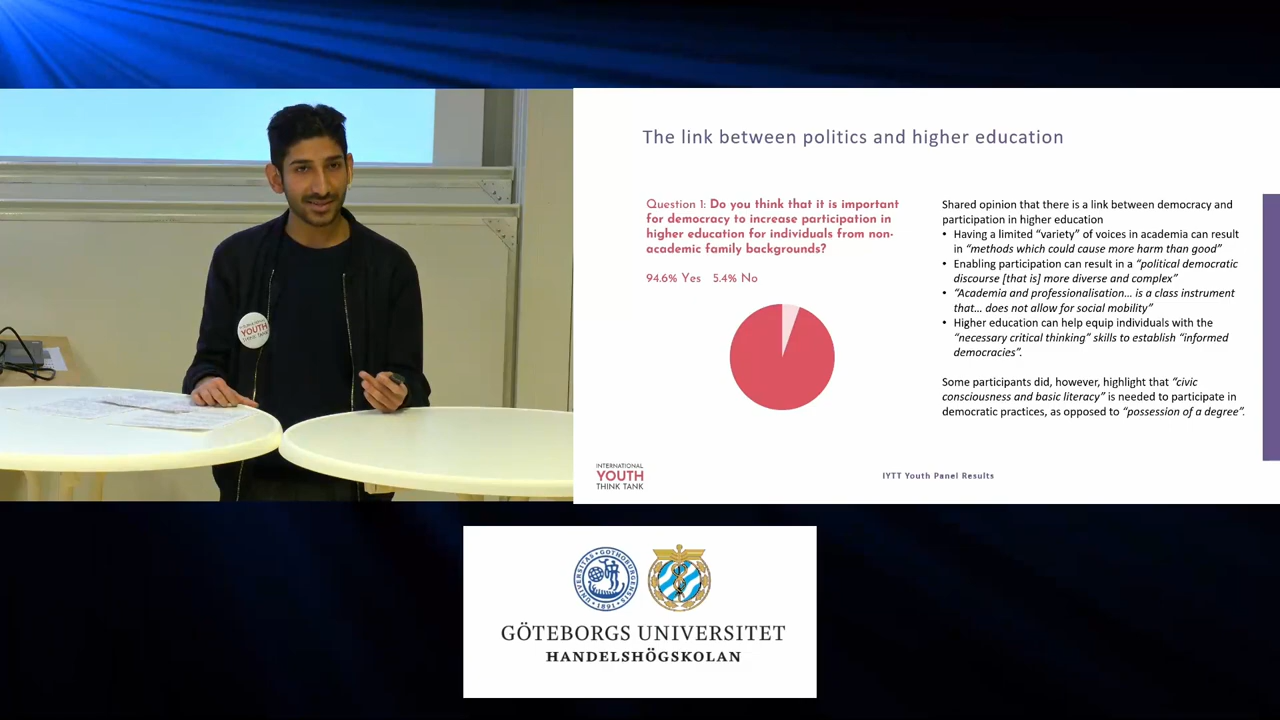 YOUTH
THINK TANK
The link between politics and higher education
Question 1: Do you think that it is important
for democracy to increase participation in
higher education for individuals from non-
academic family backgrounds?
94.6% Yes 5.4% No
Shared opinion that there is a link between democracy and
participation in higher education
• Having a limited “variety” of voices in academia can result
in “methods which could cause more harm than good”
• Enabling participation can result in a “political democratic
discourse [that is] more diverse and complex”
• “Academia and professionalisation… is a class instrument
that… does not allow for social mobility”
• Higher education can help equip individuals with the
“necessary critical thinking” skills to establish “informed
democracies”.
Some participants did, however, highlight that “civic
consciousness and basic literacy” is needed to participate in
democratic practices, as opposed to “possession of a degree”.
INTERNATIONAL
YOUTH
THINK TANK
IYTT Youth Panel Results
UNIVERSITAS GOTHOBURGENSIS
1891
GÖTEBORGS UNIVERSITET
HANDELSHÖGSKOLAN